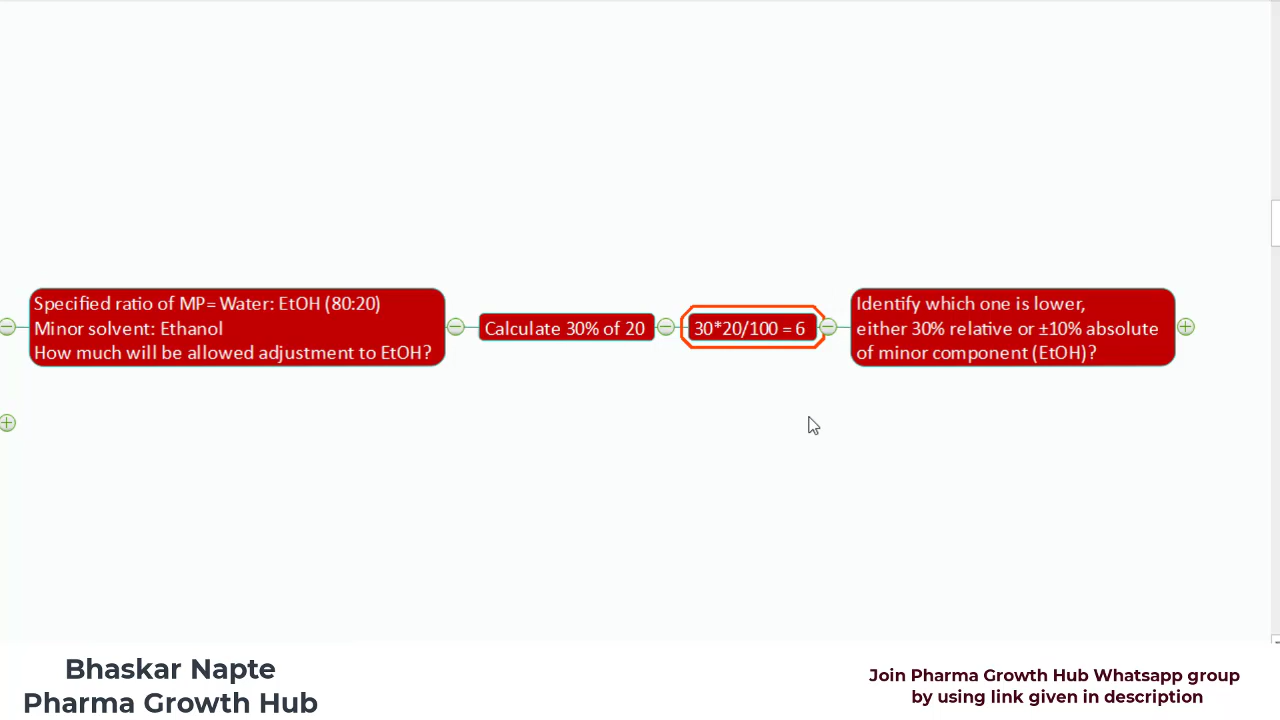 Specified ratio of MP= Water: EtOH (80:20)
Minor solvent: Ethanol
How much will be allowed adjustment to EtOH?
Calculate 30% of 20
30*20/100 = 6
Identify which one is lower,
either 30% relative or ±10% absolute
of minor component (EtOH)?
Bhaskar Napte
Pharma Growth Hub
Join Pharma Growth Hub Whatsapp group
by using link given in description